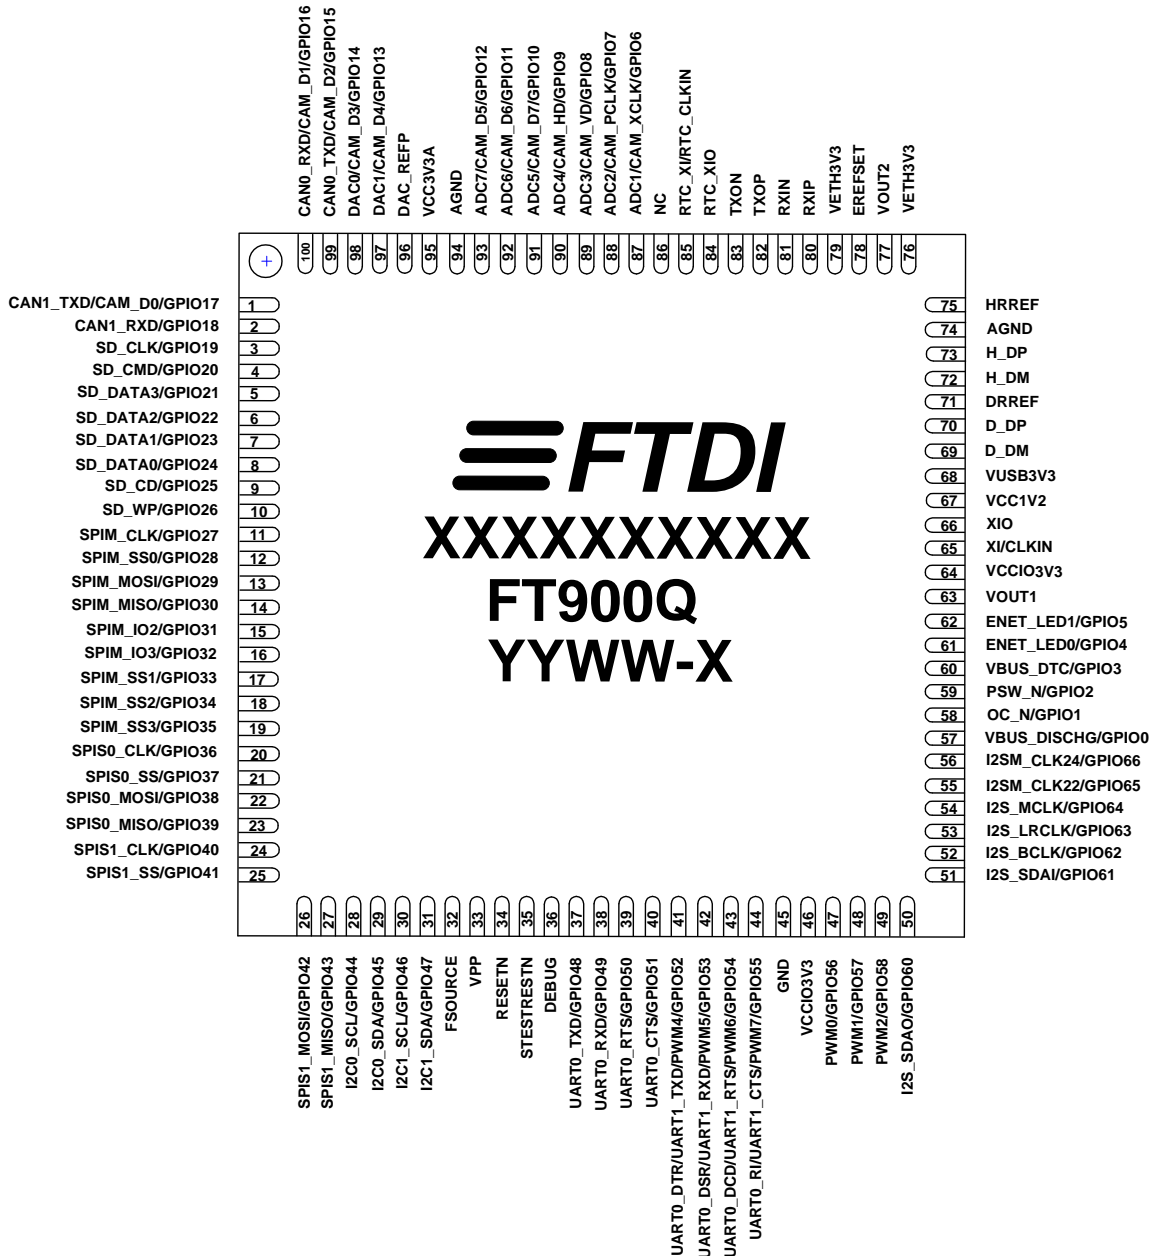 CAN0_RXD/CAM_D1/GPIO16
CAN0_TXD/CAM_D2/GPIO15
DAC0/CAM_D3/GPIO14
DAC1/CAM_D4/GPIO13
DAC_REFP
VCC3V3A
AGND
ADC7/CAM_D5/GPIO12
ADC6/CAM_D6/GPIO11
ADC5/CAM_D7/GPIO10
ADC4/CAM_HD/GPIO9
ADC3/CAM_VD/GPIO8
ADC2/CAM_PCLK/GPIO7
ADC1/CAM_XCLK/GPIO6
NC
RTC_XI/RTC_CLKIN
RTC_XIO
TXON
TXOP
RXIN
RXIP
VETH3V3
EREFSET
VOUT2
VETH3V3
100
99
98
97
96
95
94
93
92
91
90
89
88
87
86
85
84
83
82
81
80
79
78
77
76
CAN1_TXD/CAM_D0/GPIO17 1
CAN1_RXD/GPIO18 2
SD_CLK/GPIO19 3
SD_CMD/GPIO20 4
SD_DATA3/GPIO21 5
SD_DATA2/GPIO22 6
SD_DATA1/GPIO23 7
SD_DATA0/GPIO24 8
SD_CD/GPIO25 9
SD_WP/GPIO26 10
SPIM_CLK/GPIO27 11
SPIM_SS0/GPIO28 12
SPIM_MOSI/GPIO29 13
SPIM_MISO/GPIO30 14
SPIM_IO2/GPIO31 15
SPIM_IO3/GPIO32 16
SPIM_SS1/GPIO33 17
SPIM_SS2/GPIO34 18
SPIM_SS3/GPIO35 19
SPIS0_CLK/GPIO36 20
SPIS0_SS/GPIO37 21
SPIS0_MOSI/GPIO38 22
SPIS0_MISO/GPIO39 23
SPIS1_CLK/GPIO40 24
SPIS1_SS/GPIO41 25
FTDI
XXXXXXXXXX
FT900Q
YYWW-X
75 HRREF
74 AGND
73 H_DP
72 H_DM
71 DRREF
70 D_DP
69 D_DM
68 VUSB3V3
67 VCC1V2
66 XIO
65 XI/CLKIN
64 VCCIO3V3
63 VOUT1
62 ENET_LED1/GPIO5
61 ENET_LED0/GPIO4
60 VBUS_DTC/GPIO3
59 PSW_N/GPIO2
58 OC_N/GPIO1
57 VBUS_DISCHG/GPIO0
56 I2SM_CLK24/GPIO66
55 I2SM_CLK22/GPIO65
54 I2S_MCLK/GPIO64
53 I2S_LRCLK/GPIO63
52 I2S_BCLK/GPIO62
51 I2S_SDAI/GPIO61
26
27
28
29
30
31
32
33
34
35
36
37
38
39
40
41
42
43
44
45
46
47
48
49
50
SPIS1_MOSI/GPIO42
SPIS1_MISO/GPIO43
I2C0_SCL/GPIO44
I2C0_SDA/GPIO45
I2C1_SCL/GPIO46
I2C1_SDA/GPIO47
FSOURCE
VPP
RESETN
STESTRESTN
DEBUG
UART0_TXD/GPIO48
UART0_RXD/GPIO49
UART0_RTS/GPIO50
UART0_CTS/GPIO51
UART0_DTR/UART1_TXD/PWM4/GPIO52
UART0_DSR/UART1_RXD/PWM5/GPIO53
UART0_DCD/UART1_RTS/PWM6/GPIO54
UART0_RI/UART1_CTS/PWM7/GPIO55
GND
VCCIO3V3
PWM0/GPIO56
PWM1/GPIO57
PWM2/GPIO58
I2S_SDAO/GPIO60